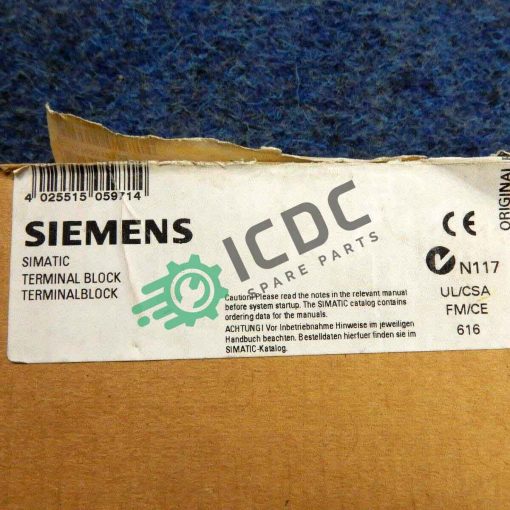 4 025515 059714
SIEMENS
SIMATIC
TERMINAL BLOCK
TERMINALBLOCK
ICDC
SPARE PARTS
Caution! Please read the notes in the relevant manual
before system startup. The SIMATIC catalog contains
ordering data for the manuals.
ACHTUNG! Vor Inbetriebnahme Hinweise im jeweiligen
Handbuch beachten. Bestelldaten hierfuer finden sie im
SIMATIC-Katalog.
CE
N117
UL/CSA
FM/CE
616
ORIGINAL